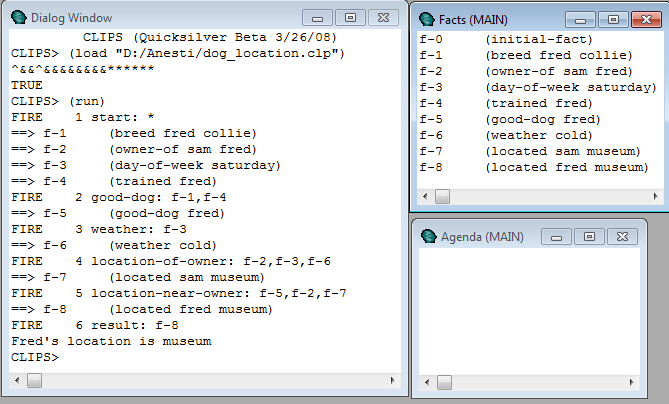 Dialog Window
CLIPS (Quicksilver Beta 3/26/08)
CLIPS> (load "D:/Anesti/dog_location.clp")
^&&^&&&&&&&&******
TRUE
CLIPS> (run)
FIRE    1 start: *
==> f-1     (breed fred collie)
==> f-2     (owner-of sam fred)
==> f-3     (day-of-week saturday)
==> f-4     (trained fred)
FIRE    2 good-dog: f-1,f-4
==> f-5     (good-dog fred)
FIRE    3 weather: f-3
==> f-6     (weather cold)
FIRE    4 location-of-owner: f-2,f-3,f-6
==> f-7     (located sam museum)
FIRE    5 location-near-owner: f-5,f-2,f-7
==> f-8     (located fred museum)
FIRE    6 result: f-8
Fred's location is museum
CLIPS>
Facts (MAIN)
f-0     (initial-fact)
f-1     (breed fred collie)
f-2     (owner-of sam fred)
f-3     (day-of-week saturday)
f-4     (trained fred)
f-5     (good-dog fred)
f-6     (weather cold)
f-7     (located sam museum)
f-8     (located fred museum)
Agenda (MAIN)